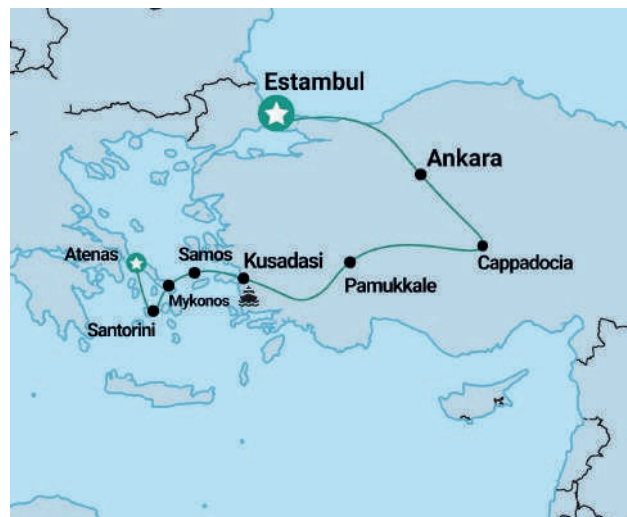 Estambul
Ankara
Atenas
Samos
Kusadasi
Cappadocia
Pamukkale
Mykonos
Santorini